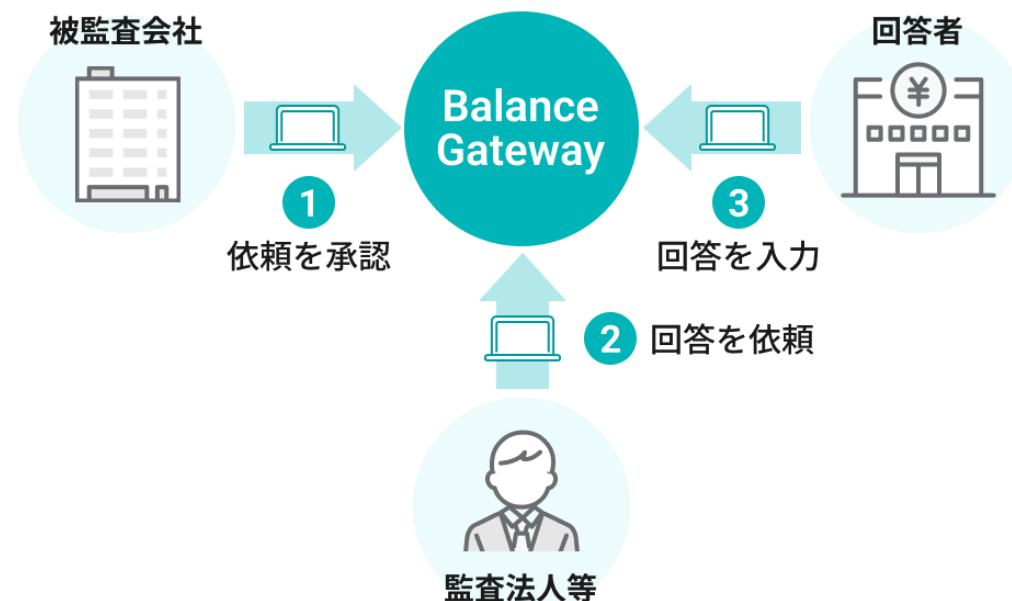 被監査会社
回答者
Balance
Gateway
¥
1
依頼を承認
3
回答を入力
2 回答を依頼
監査法人等